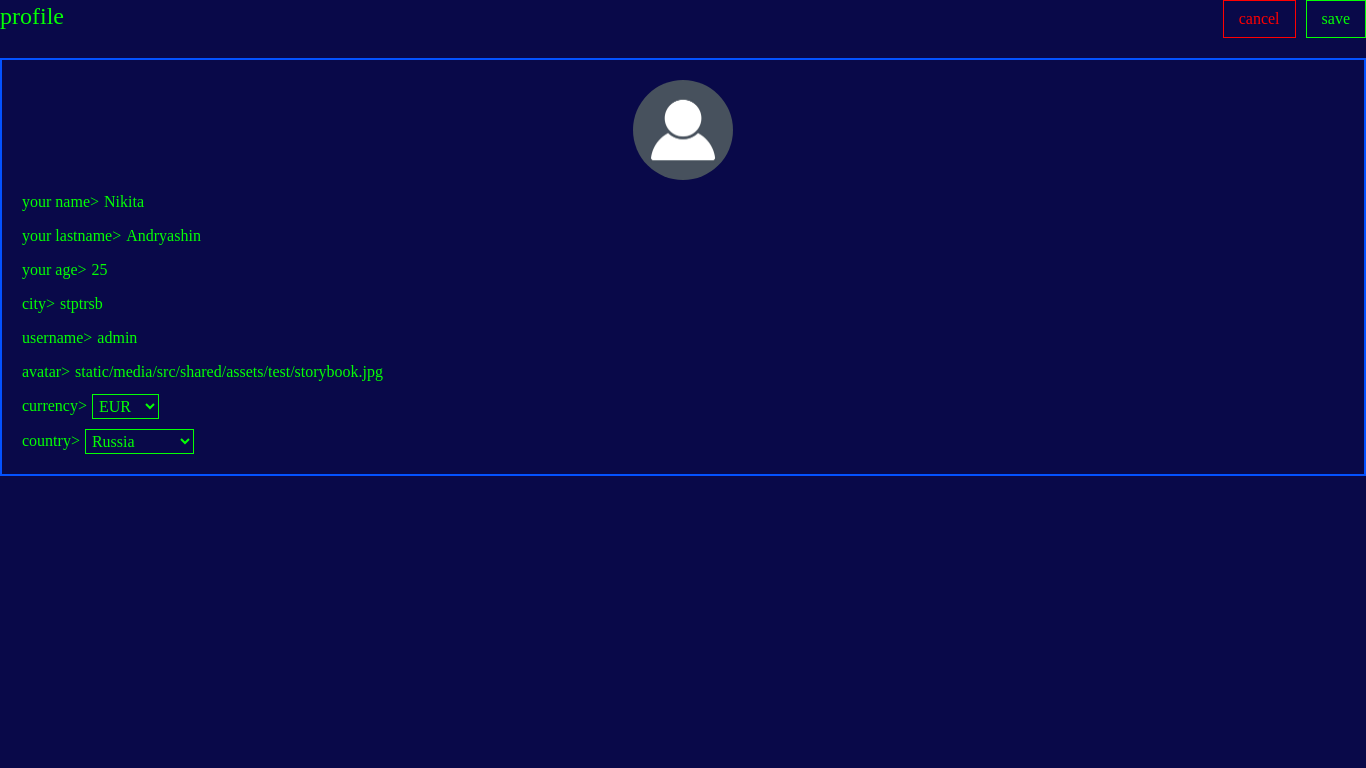 profile
cancel
save
your name> Nikita
your lastname> Andryashin
your age> 25
city> stptrsb
username> admin
avatar> static/media/src/shared/assets/test/storybook.jpg
currency> EUR
country> Russia